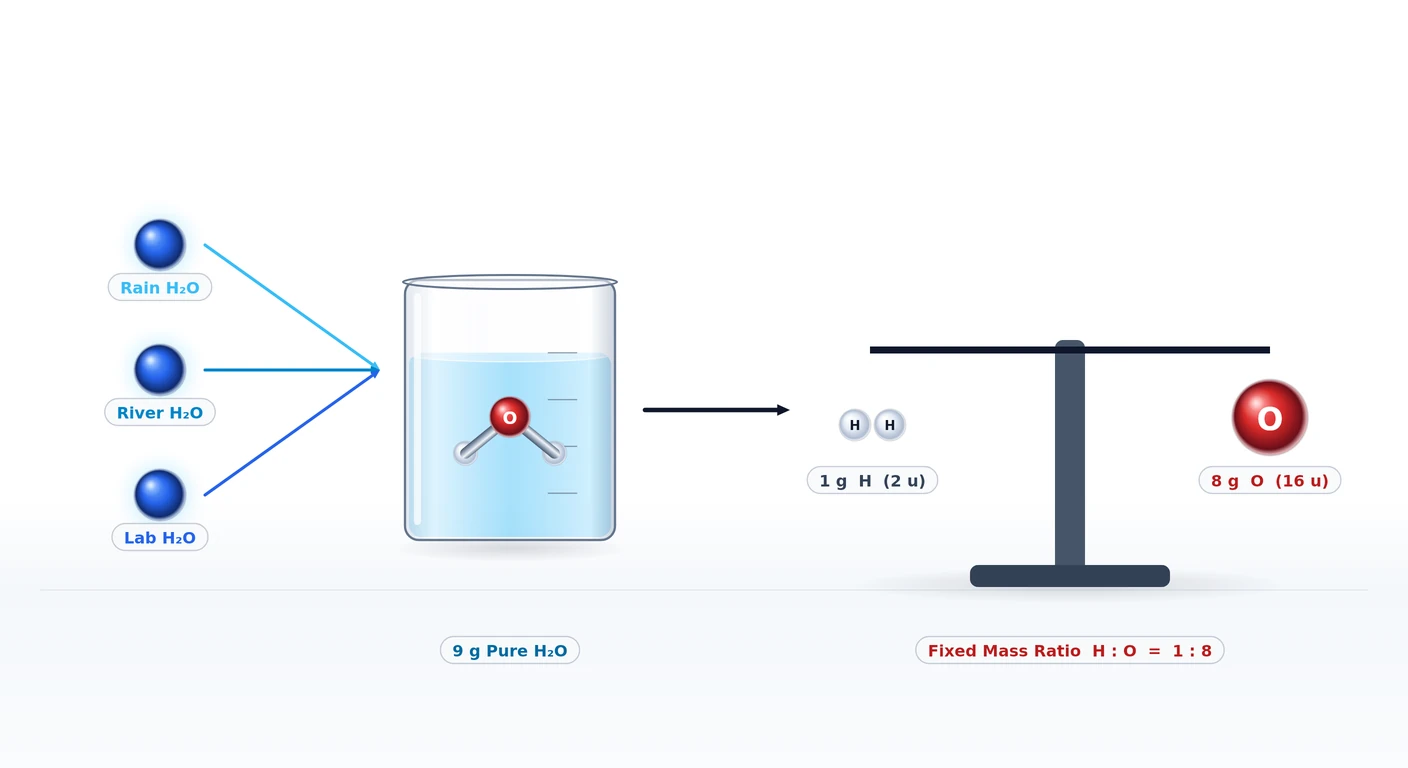 Rain H₂O
River H₂O
Lab H₂O
O
9 g Pure H₂O
H H
1 g H (2 u)
O
8 g O (16 u)
Fixed Mass Ratio H : O = 1 : 8